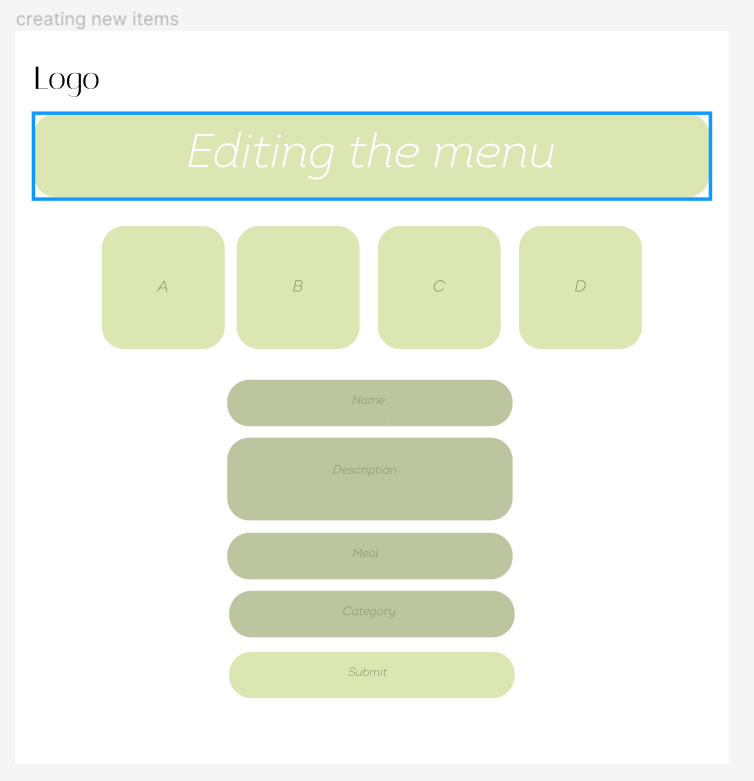 creating new items
Logo
Editing the menu
A B C D
Name
Description
Meal
Category
Submit